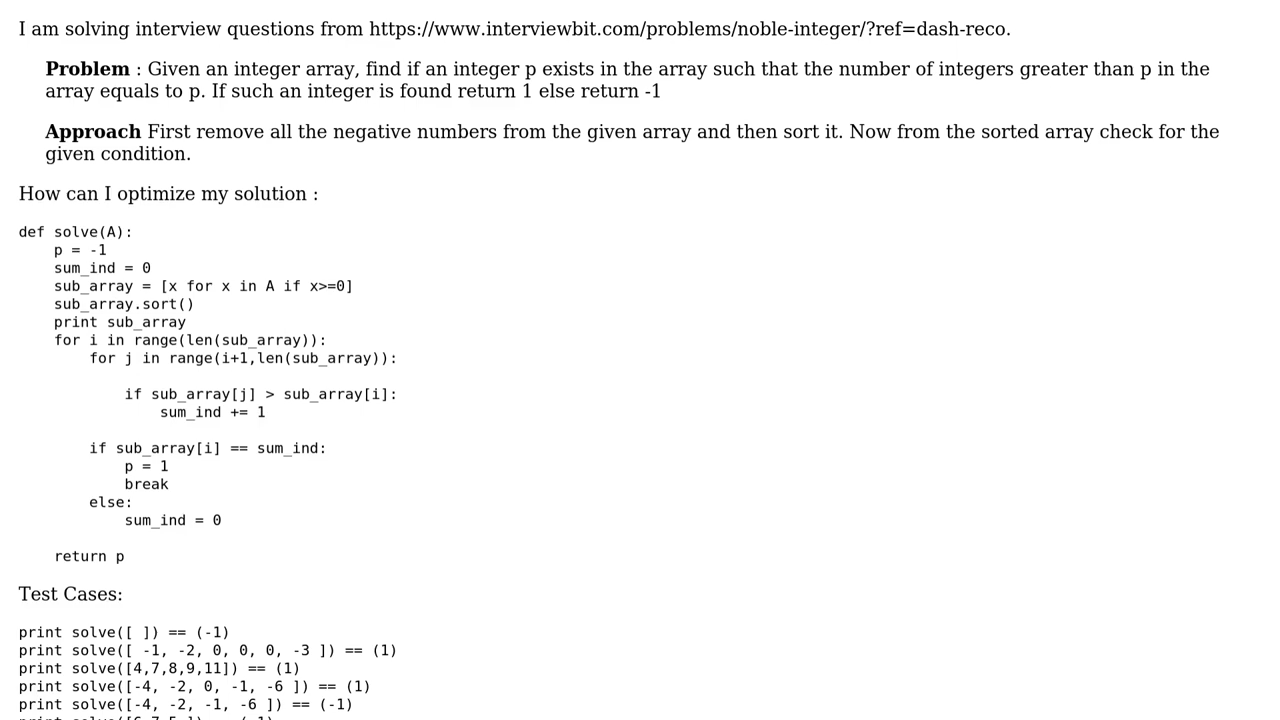 I am solving interview questions from https://www.interviewbit.com/problems/noble-integer/?ref=dash-reco.
Problem : Given an integer array, find if an integer p exists in the array such that the number of integers greater than p in the
array equals to p. If such an integer is found return 1 else return -1
Approach First remove all the negative numbers from the given array and then sort it. Now from the sorted array check for the
given condition.
How can I optimize my solution :
def solve(A):
    p = -1
    sum_ind = 0
    sub_array = [x for x in A if x>=0]
    sub_array.sort()
    print sub_array
    for i in range(len(sub_array)):
        for j in range(i+1,len(sub_array)):
            if sub_array[j] > sub_array[i]:
                sum_ind += 1
        if sub_array[i] == sum_ind:
            p = 1
            break
        else:
            sum_ind = 0
    return p
Test Cases:
print solve([ ]) == (-1)
print solve([ -1, -2, 0, 0, 0, -3 ]) == (1)
print solve([4,7,8,9,11]) == (1)
print solve([-4, -2, 0, -1, -6 ]) == (1)
print solve([-4, -2, -1, -6 ]) == (-1)